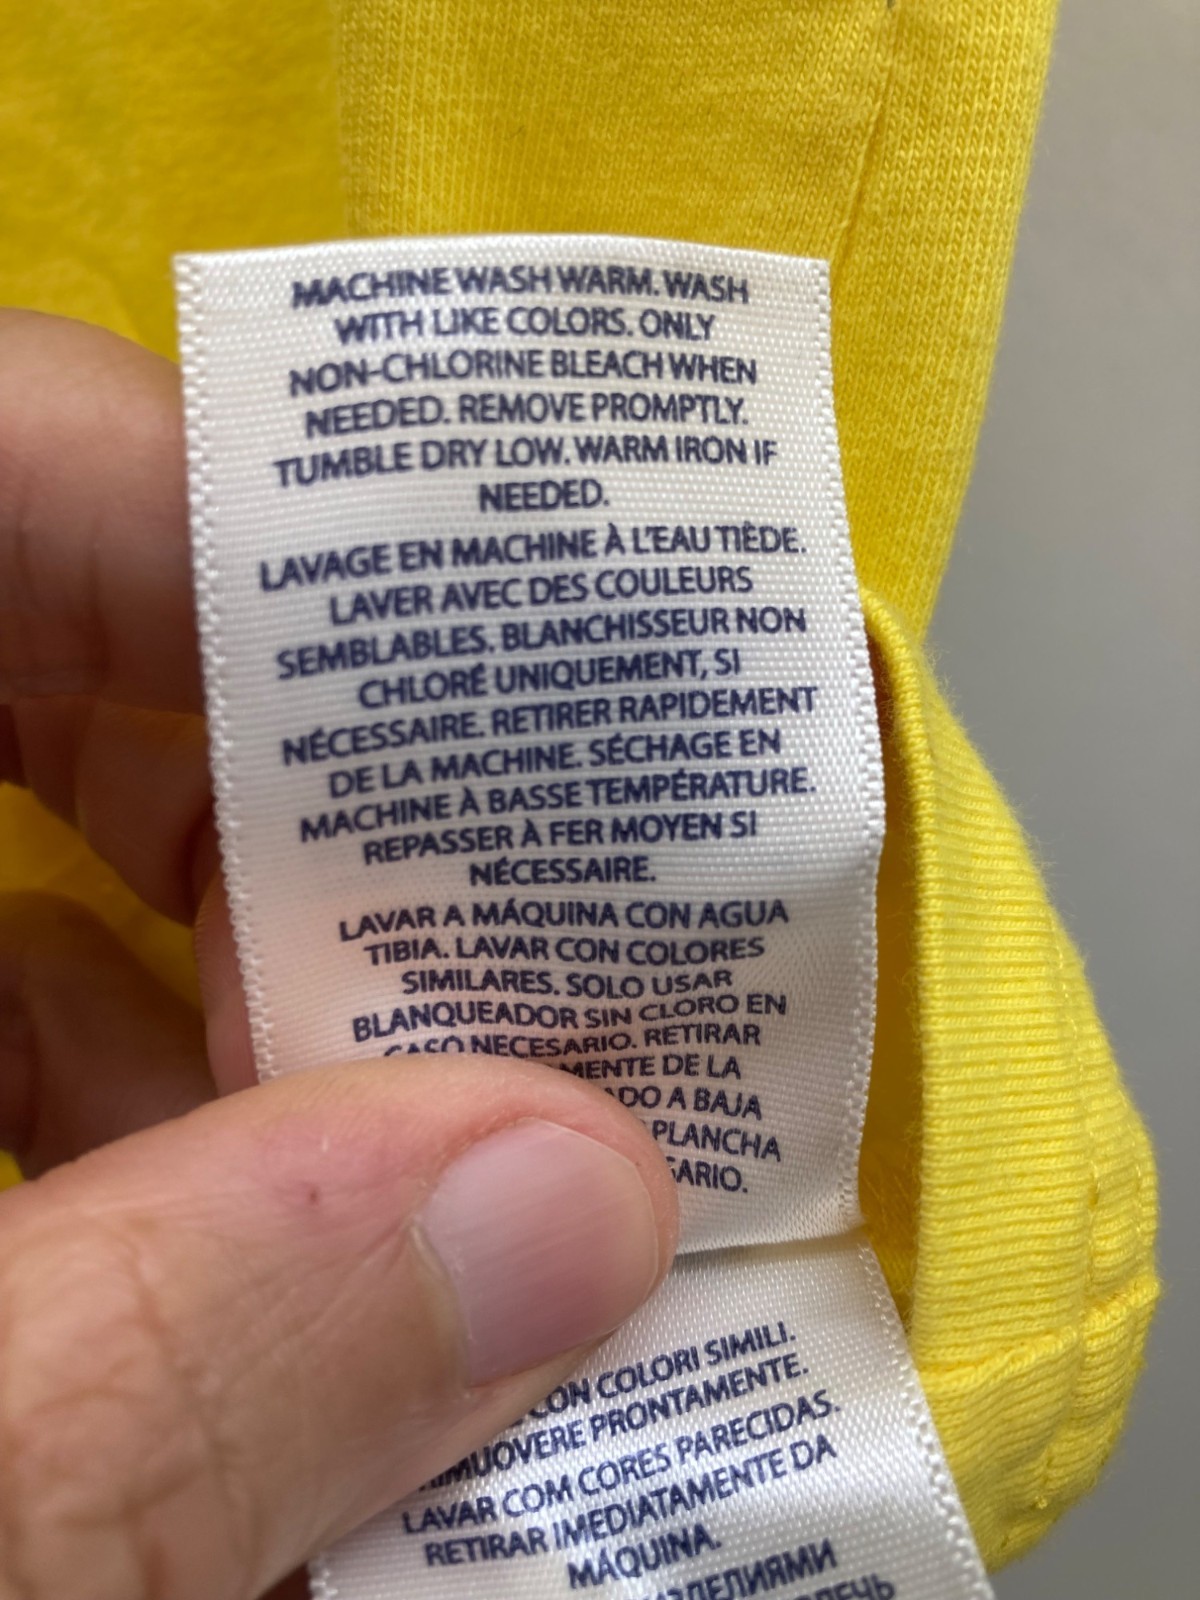 MACHINE WASH WARM. WASH
WITH LIKE COLORS. ONLY
NON-CHLORINE BLEACH WHEN
NEEDED. REMOVE PROMPTLY.
TUMBLE DRY LOW. WARM IRON IF
NEEDED.
LAVAGE EN MACHINE À L'EAU TIÈDE.
LAVER AVEC DES COULEURS
SEMBLABLES. BLANCHISSEUR NON
CHLORÉ UNIQUEMENT, SI
NÉCESSAIRE. RETIRER RAPIDEMENT
DE LA MACHINE. SÉCHAGE EN
MACHINE À BASSE TEMPÉRATURE.
REPASSER À FER MOYEN SI
NÉCESSAIRE.
LAVAR A MÁQUINA CON AGUA
TIBIA. LAVAR CON COLORES
SIMILARES. SOLO USAR
BLANQUEADOR SIN CLORO EN
CASO NECESARIO. RETIRAR
DE LA
A BAJA
PLANCHA
CON COLORI SIMILI.
PRONTAMENTE.
LAVAR COM CORES PARECIDAS.
RETIRAR IMEDIATAMENTE DA
MÁQUINA.